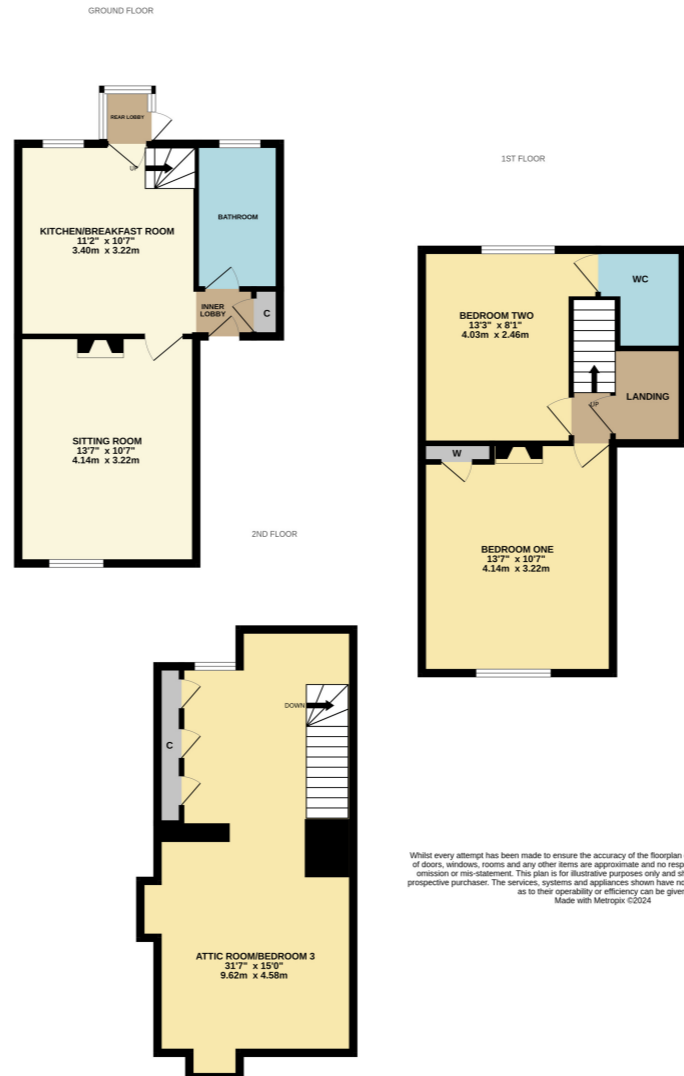 GROUND FLOOR
REAR LOBBY
UP
KITCHEN/BREAKFAST ROOM
11'2" x 10'7"
3.40m x 3.22m
BATHROOM
INNER
LOBBY
C
SITTING ROOM
13'7" x 10'7"
4.14m x 3.22m
1ST FLOOR
WC
BEDROOM TWO
13'3" x 8'1"
4.03m x 2.46m
UP
LANDING
W
BEDROOM ONE
13'7" x 10'7"
4.14m x 3.22m
2ND FLOOR
DOWN
C
ATTIC ROOM/BEDROOM 3
31'7" x 15'0"
9.62m x 4.58m
Whilst every attempt has been made to ensure the accuracy of the floorplan
of doors, windows, rooms and any other items are approximate and no resp
omission or mis-statement. This plan is for illustrative purposes only and sh
prospective purchaser. The services, systems and appliances shown have no
as to their operability or efficiency can be give
Made with Metropix ©2024